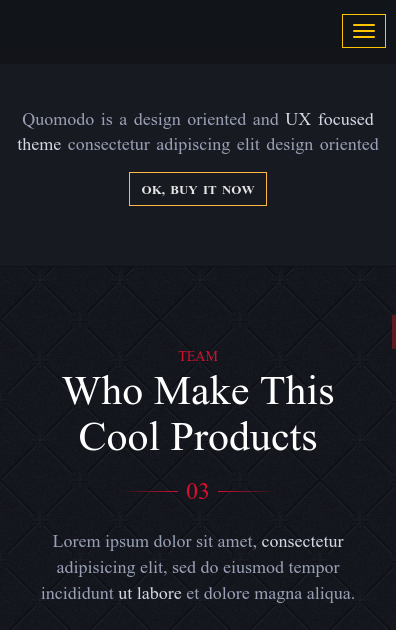 Quomodo is a design oriented and UX focused
theme consectetur adipiscing elit design oriented
OK, BUY IT NOW
TEAM
Who Make This
Cool Products
03
Lorem ipsum dolor sit amet, consectetur
adipisicing elit, sed do eiusmod tempor
incididunt ut labore et dolore magna aliqua.